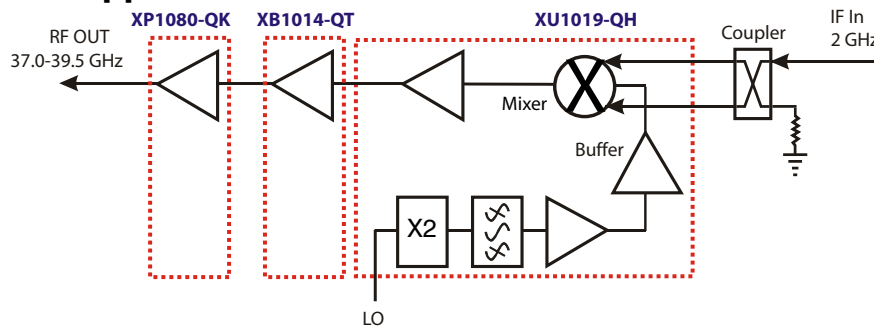 XP1080-QK
XB1014-QT
XU1019-QH
Coupler
IF In
2 GHz
RF OUT
37.0-39.5 GHz
Mixer
Buffer
X2
LO